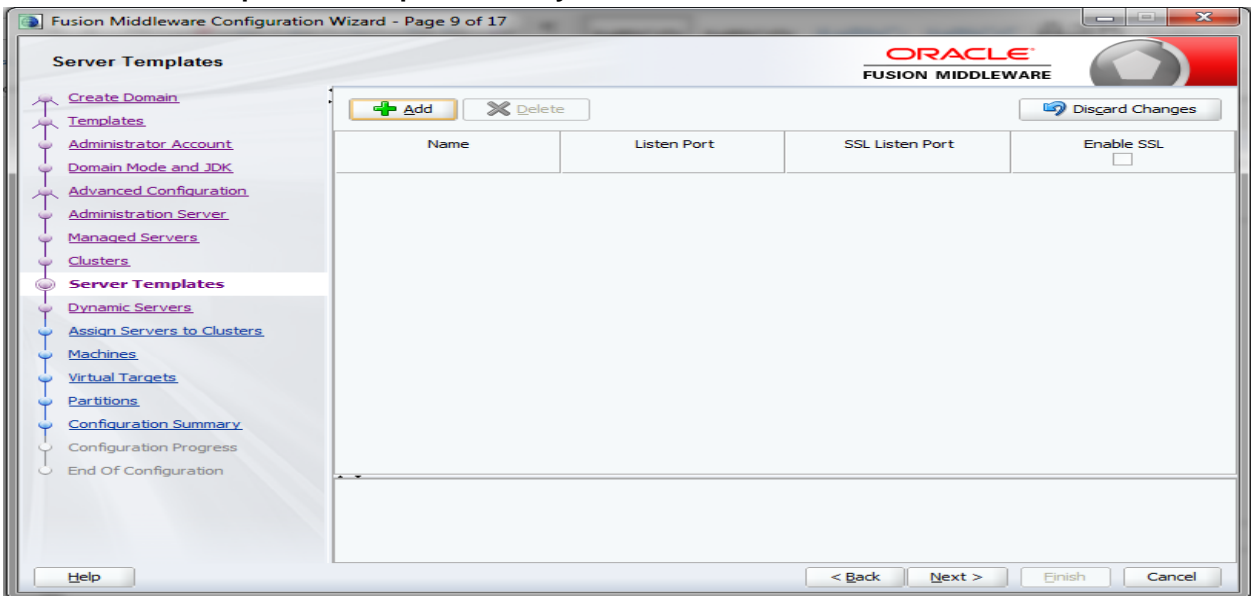 Fusion Middleware Configuration Wizard - Page 9 of 17
Server Templates
ORACLE
FUSION MIDDLEWARE
Create Domain
Templates
Administrator Account
Domain Mode and JDK
Advanced Configuration
Administration Server
Managed Servers
Clusters
Server Templates
Dynamic Servers
Assign Servers to Clusters
Machines
Virtual Targets
Partitions
Configuration Summary
Configuration Progress
End Of Configuration
Add Delete Discard Changes
Name Listen Port SSL Listen Port Enable SSL
Help < Back Next > Finish Cancel